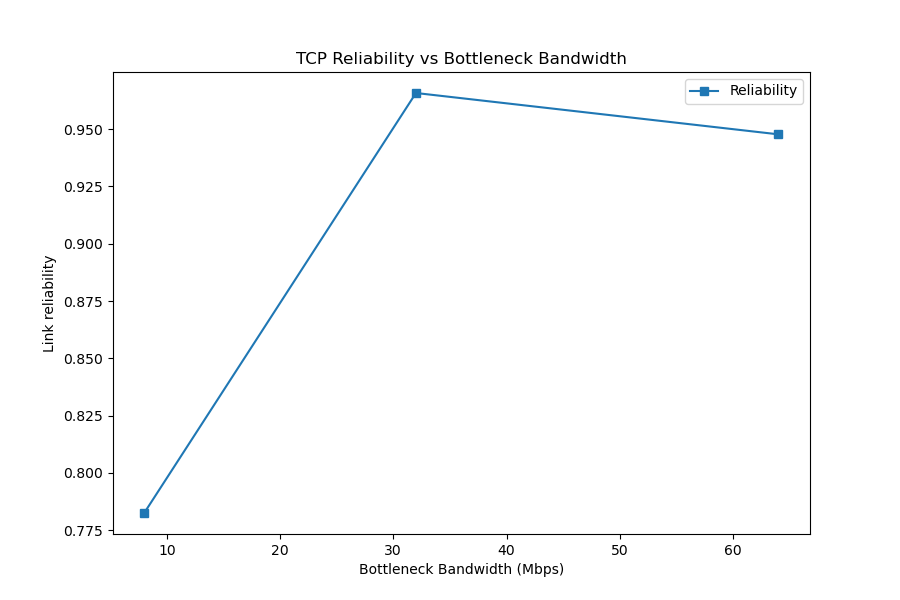 TCP Reliability vs Bottleneck Bandwidth
Reliability
0.950
0.925
0.900
0.875
0.850
0.825
0.800
0.775
Link reliability
10 20 30 40 50 60
Bottleneck Bandwidth (Mbps)